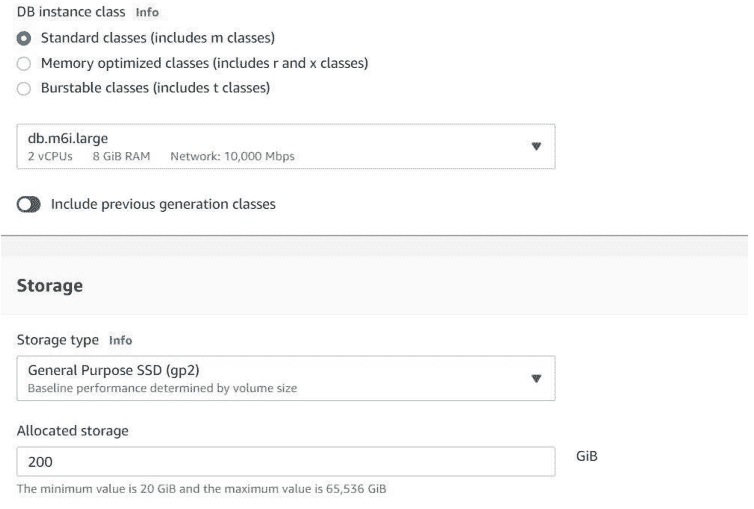 DB instance class Info
Standard classes (includes m classes)
Memory optimized classes (includes r and x classes)
Burstable classes (includes t classes)
db.m6i.large
2 vCPUs 8 GiB RAM Network: 10,000 Mbps
Include previous generation classes
Storage
Storage type Info
General Purpose SSD (gp2)
Baseline performance determined by volume size
Allocated storage
200 GiB
The minimum value is 20 GiB and the maximum value is 65,536 GiB